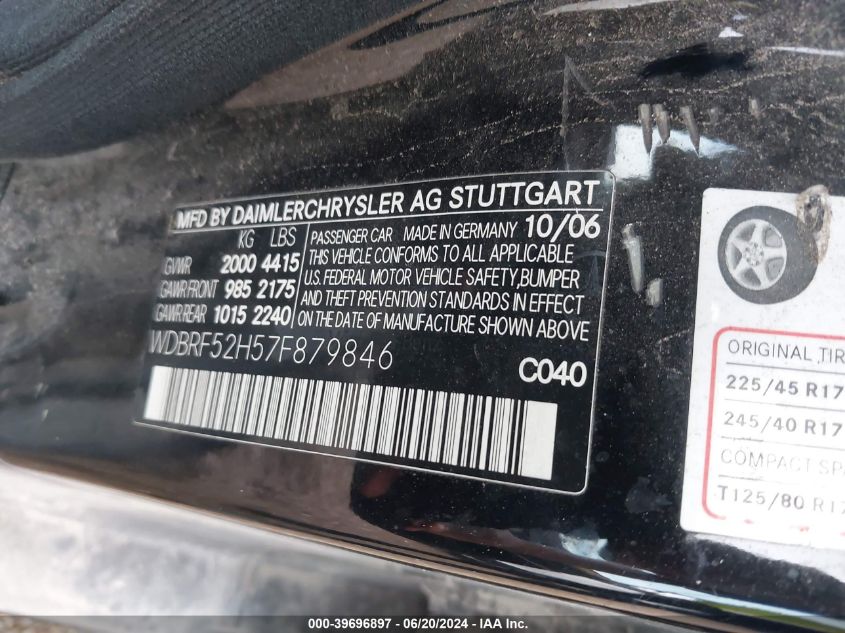 MFD BY DAIMLERCHRYSLER AG STUTTGART
KG LBS
GVWR 2000 4415
GAWR FRONT 985 2175
GAWR REAR 1015 2240
PASSENGER CAR MADE IN GERMANY 10/06
THIS VEHICLE CONFORMS TO ALL APPLICABLE
U.S. FEDERAL MOTOR VEHICLE SAFETY,BUMPER
AND THEFT PREVENTION STANDARDS IN EFFECT
ON THE DATE OF MANUFACTURE SHOWN ABOVE
WDBRF52H57F879846
C040
ORIGINAL TIR
225/45 R17
245/40 R17
COMPACT SP
T125/80 R17
000-39696897 - 06/20/2024 - IAA Inc.